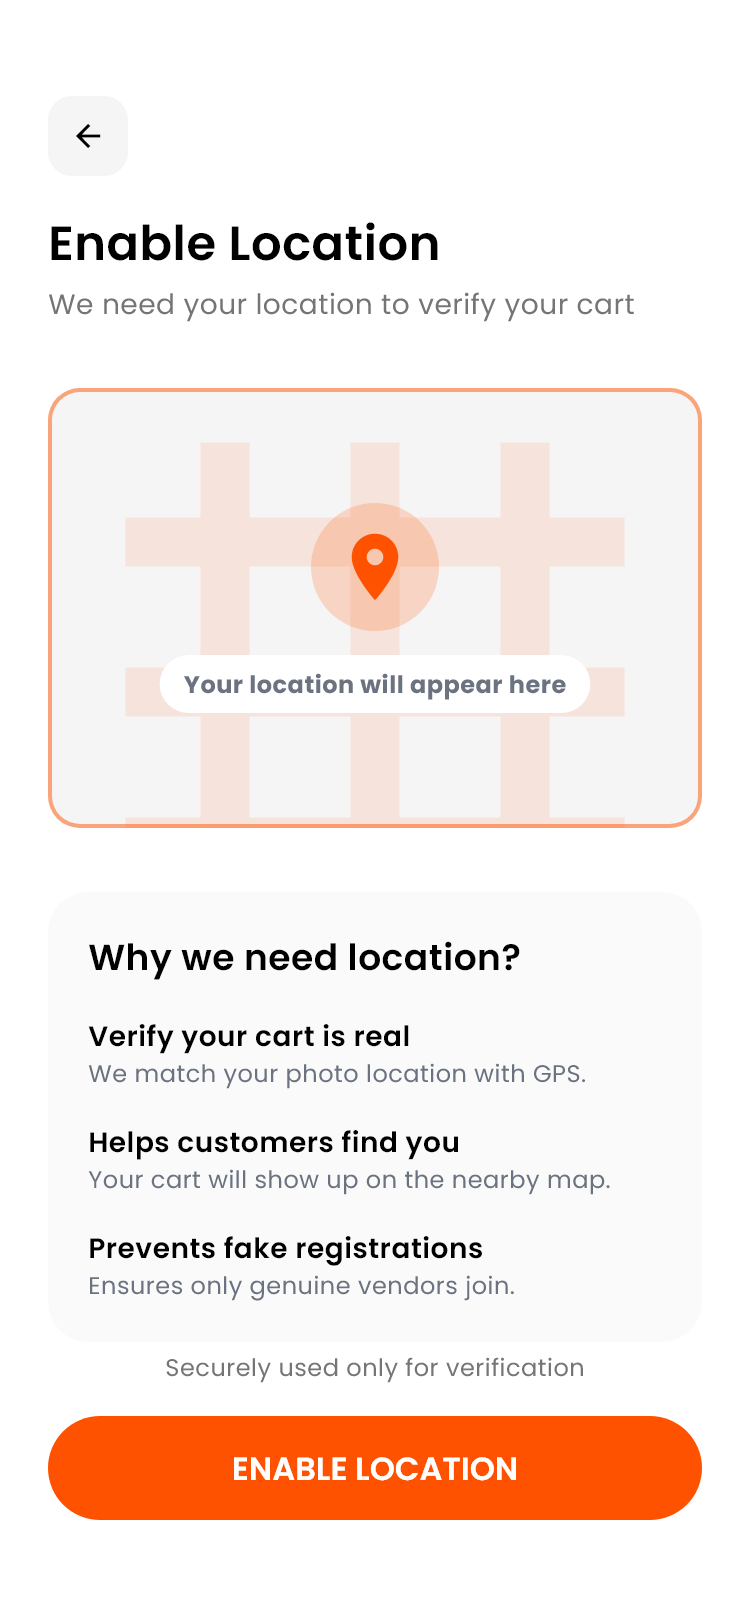 Enable Location
We need your location to verify your cart
Your location will appear here
Why we need location?
Verify your cart is real
We match your photo location with GPS.
Helps customers find you
Your cart will show up on the nearby map.
Prevents fake registrations
Ensures only genuine vendors join.
Securely used only for verification
ENABLE LOCATION